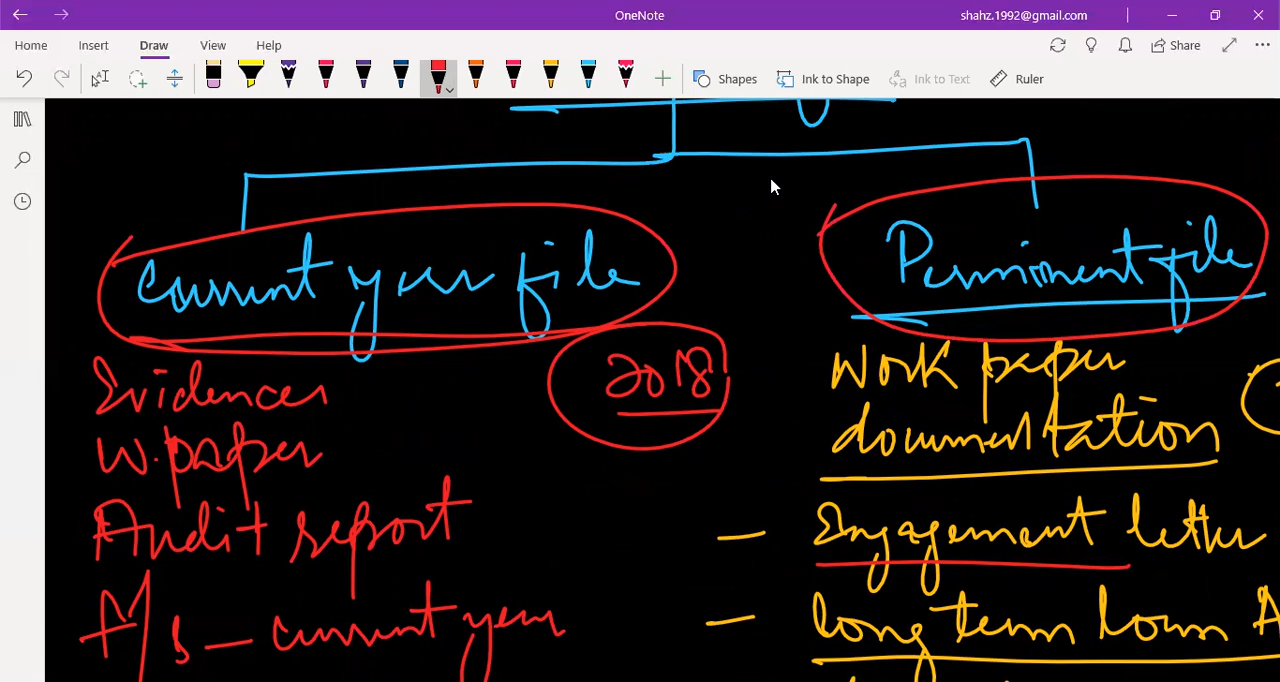 OneNote
shahz.1992@gmail.com
Home Insert Draw View Help
Share
Shapes Ink to Shape Ink to Text Ruler
Current year file
Perminent file
2018
Evidences
W.paper
Audit report
F/s - current year
Work paper
documentation
- Engagement letter
- long term loan A